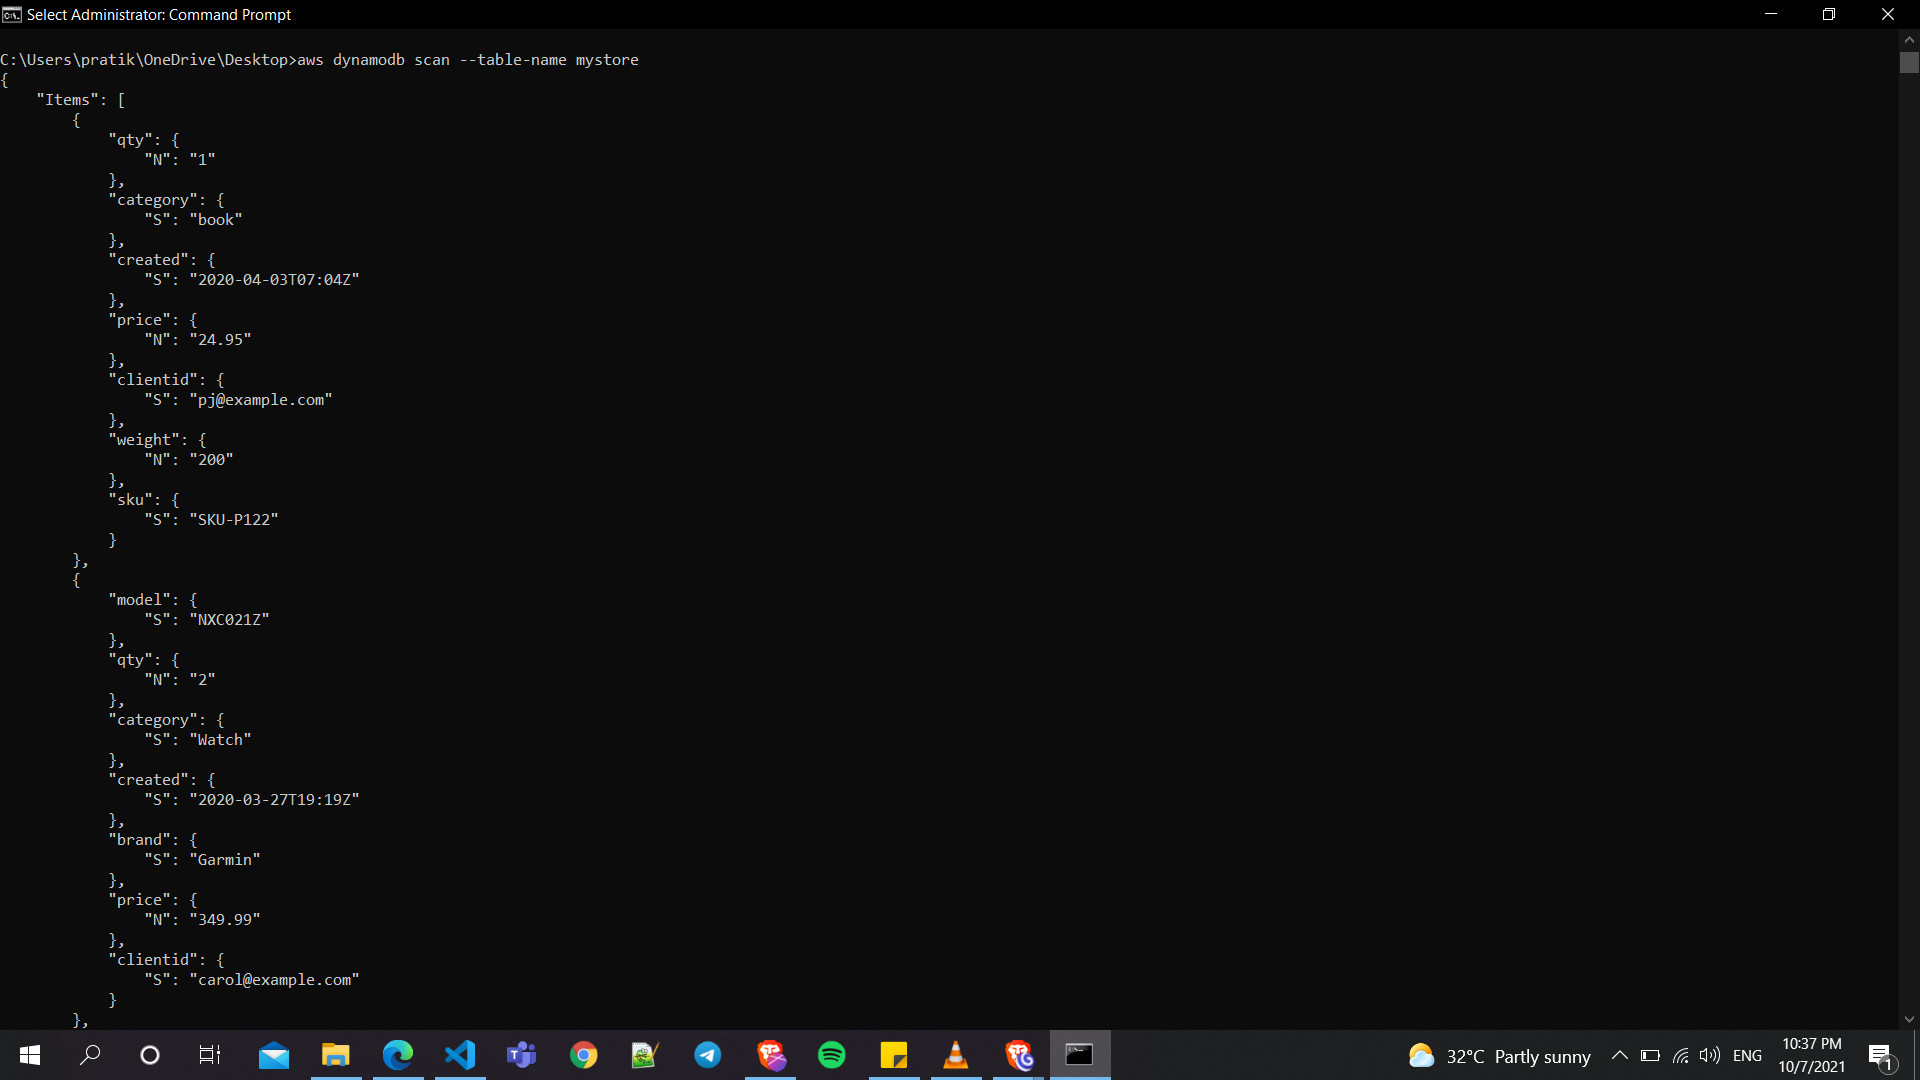 Select Administrator: Command Prompt
C:\Users\pratik\OneDrive\Desktop>aws dynamodb scan --table-name mystore
{
    "Items": [
        {
            "qty": {
                "N": "1"
            },
            "category": {
                "S": "book"
            },
            "created": {
                "S": "2020-04-03T07:04Z"
            },
            "price": {
                "N": "24.95"
            },
            "clientid": {
                "S": "pj@example.com"
            },
            "weight": {
                "N": "200"
            },
            "sku": {
                "S": "SKU-P122"
            }
        },
        {
            "model": {
                "S": "NXC021Z"
            },
            "qty": {
                "N": "2"
            },
            "category": {
                "S": "Watch"
            },
            "created": {
                "S": "2020-03-27T19:19Z"
            },
            "brand": {
                "S": "Garmin"
            },
            "price": {
                "N": "349.99"
            },
            "clientid": {
                "S": "carol@example.com"
            }
        },
32°C Partly sunny
ENG
10:37 PM
10/7/2021
1